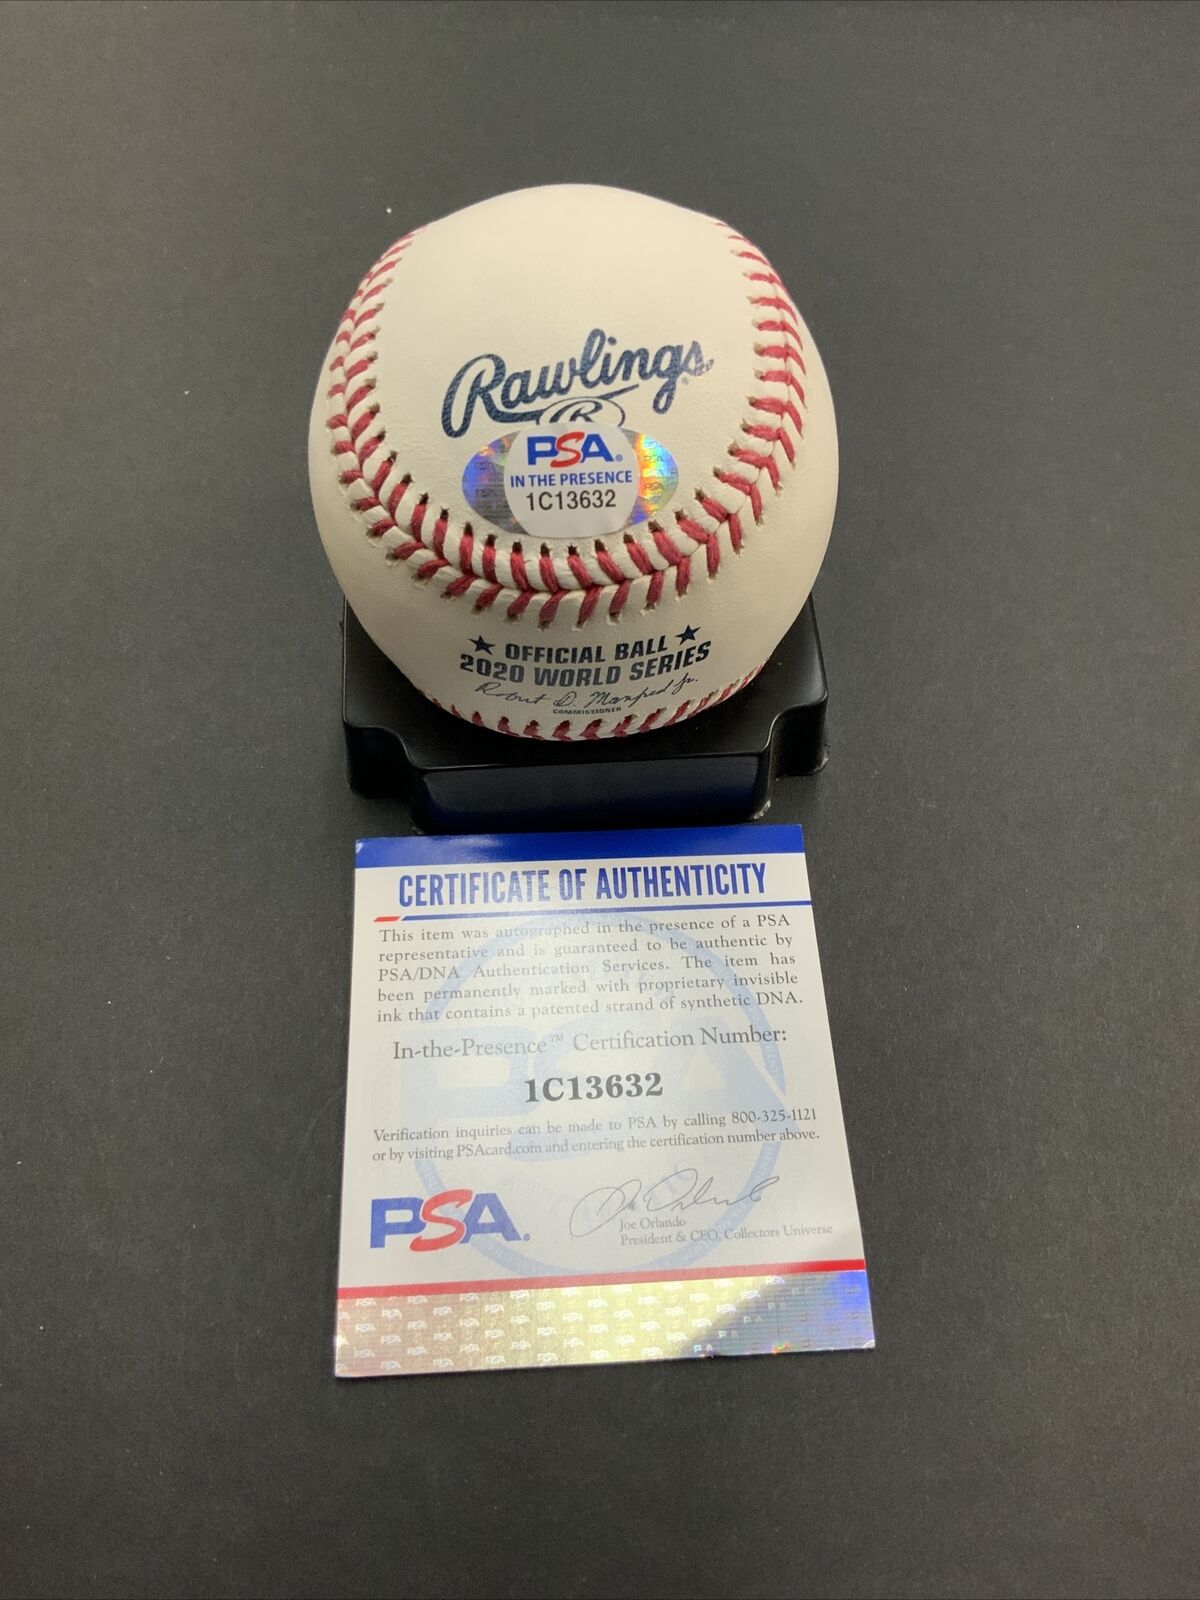 Rawlings
R
PSA
IN THE PRESENCE
1C13632
★ OFFICIAL BALL ★
2020 WORLD SERIES
Robert D. Manfred Jr.
COMMISSIONER
CERTIFICATE OF AUTHENTICITY
This item was autographed in the presence of a PSA
representative and is guaranteed to be authentic by
PSA/DNA Authentication Services. The item has
been permanently marked with proprietary invisible
ink that contains a patented strand of synthetic DNA.
In-the-Presence™ Certification Number:
1C13632
Verification inquiries can be made to PSA by calling 800-325-1121
or by visiting PSAcard.com and entering the certification number above.
PSA
Joe Orlando
President & CEO, Collectors Universe